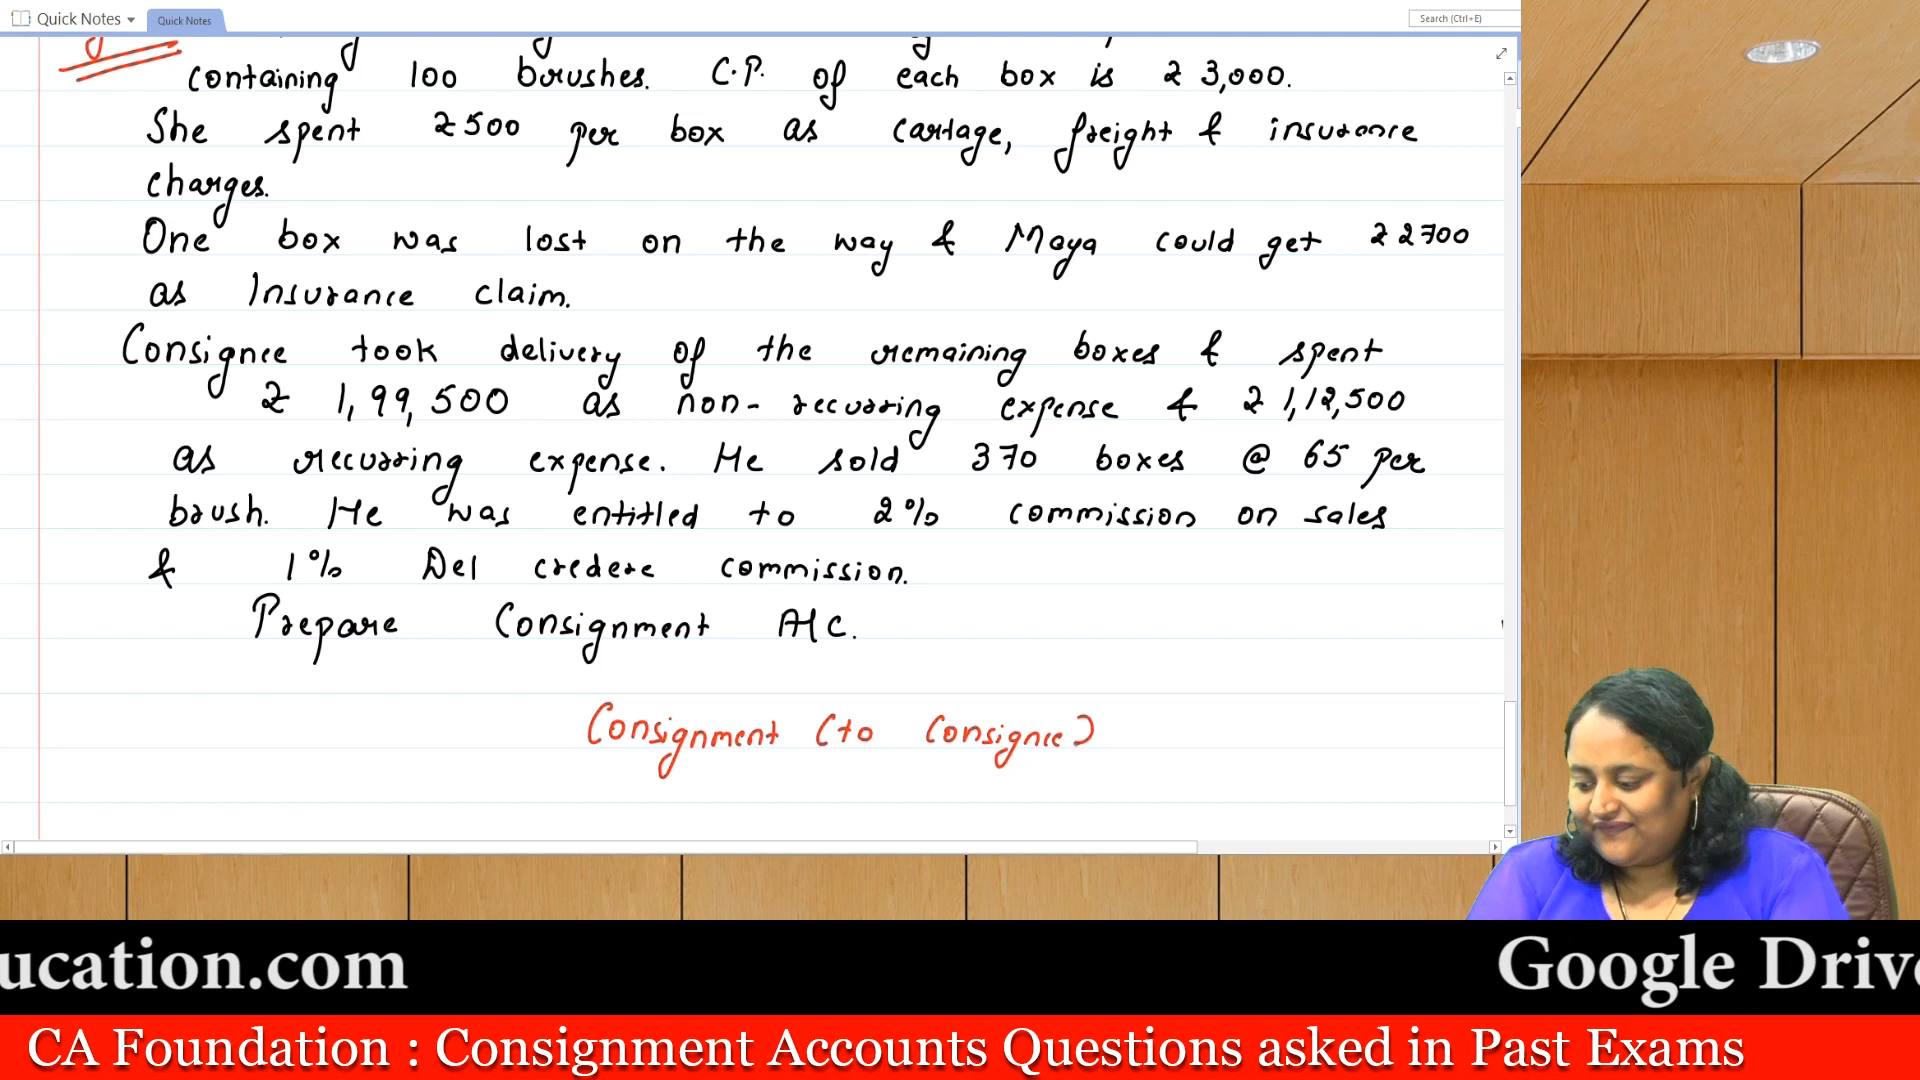 Quick Notes
Quick Notes
Search (Ctrl+E)
containing 100 brushes. C.P. of each box is ₹ 3,000.
She spent ₹500 per box as cartage, freight & insurance
charges.
One box was lost on the way & Maya could get ₹2700
as Insurance claim.
Consignee took delivery of the remaining boxes & spent
₹ 1,99,500 as non-recurring expense & ₹1,12,500
as recurring expense. He sold 370 boxes @ 65 per
brush. He was entitled to 2% commission on sales
& 1% Del credere commission.
Prepare Consignment A/c.
Consignment (to Consignee)
ucation.com
Google Driv
CA Foundation : Consignment Accounts Questions asked in Past Exams